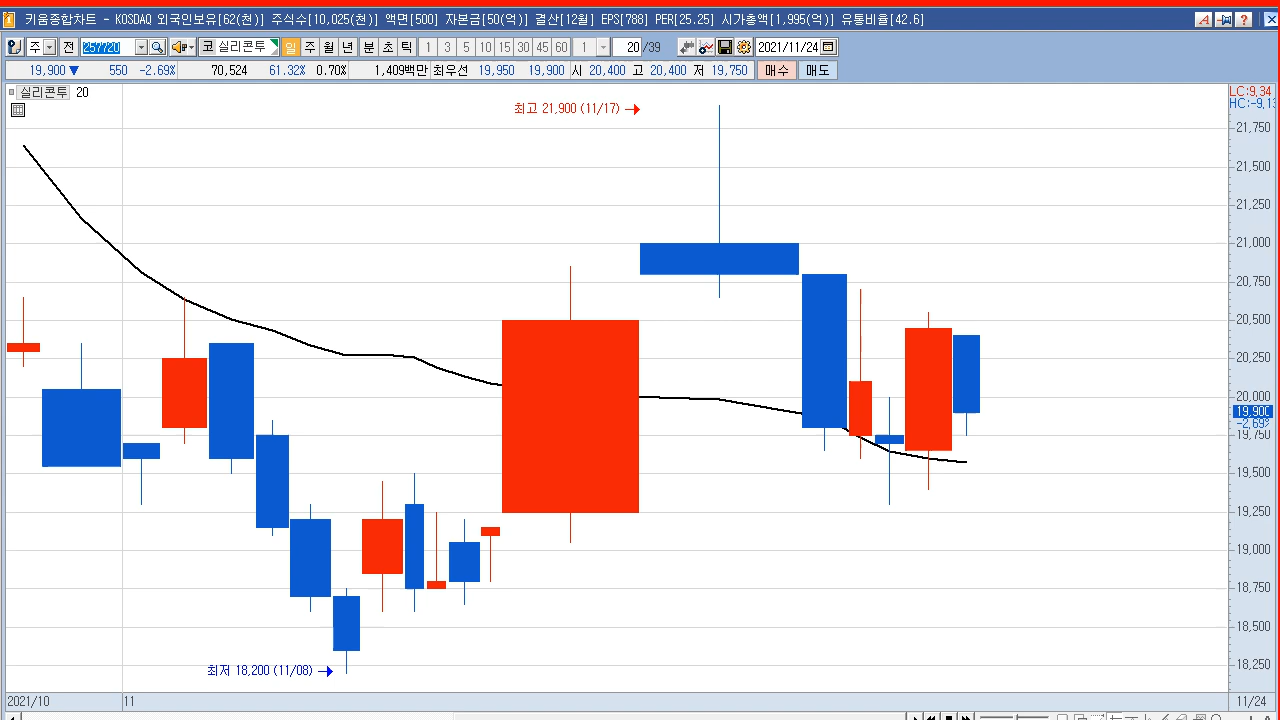 키움종합차트 - KOSDAQ 외국인보유[62(천)] 주식수[10,025(천)] 액면[500] 자본금[50(억)] 결산[12월] EPS[788] PER[25.25] 시가총액[1,995(억)] 유통비율[42.6]
주 전 257720 코 실리콘투 일 주 월 년 분 초 틱 1 3 5 10 15 30 45 60 1 20 /39 2021/11/24
19,900 ▼ 550 -2.69% 70,524 61.32% 0.70% 1,409백만 최우선 19,950 19,900 시 20,400 고 20,400 저 19,750 매수 매도
실리콘투 20
LC:9,34
HC:-9,13
최고 21,900 (11/17) →
21,750
21,500
21,250
21,000
20,750
20,500
20,250
20,000
19,900
-2.69%
19,750
19,500
19,250
19,000
18,750
18,500
18,250
최저 18,200 (11/08) →
2021/10 11 11/24